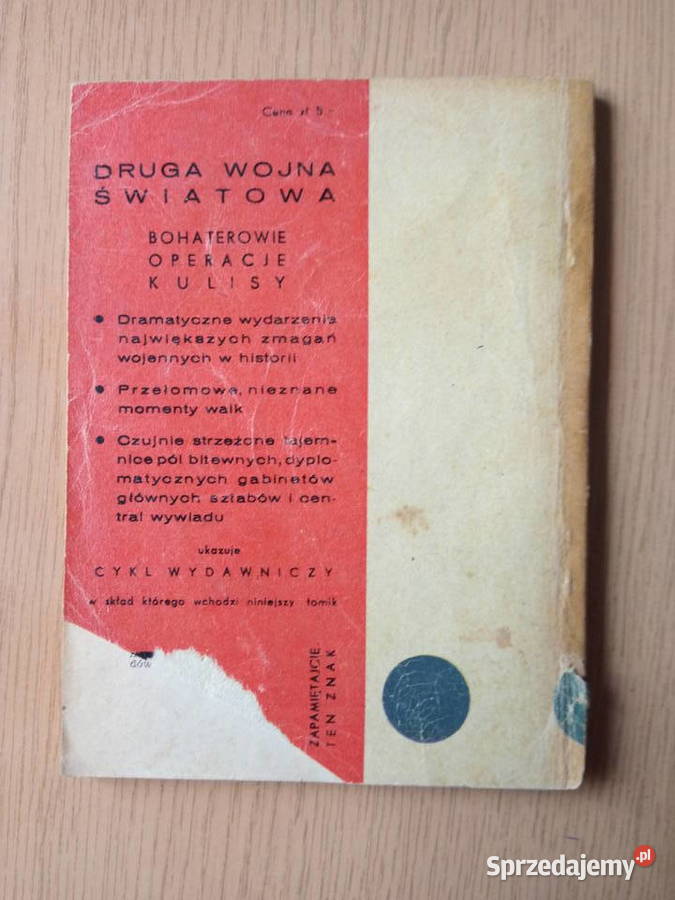 Cena zł 5.-
DRUGA WOJNA
ŚWIATOWA
BOHATEROWIE
OPERACJE
KULISY
● Dramatyczne wydarzenia
największych zmagań
wojennych w historii
● Przełomowe, nieznane
momenty walk
● Czujnie strzeżone tajem-
nice pól bitewnych, dyplo-
matycznych gabinetów
głównych sztabów i cen-
tral wywiadu
ukazuje
CYKL WYDAWNICZY
w skład którego wchodzi niniejszy tomik
dów
ZAPAMIĘTAJCIE
TEN ZNAK
Sprzedajemy.pl